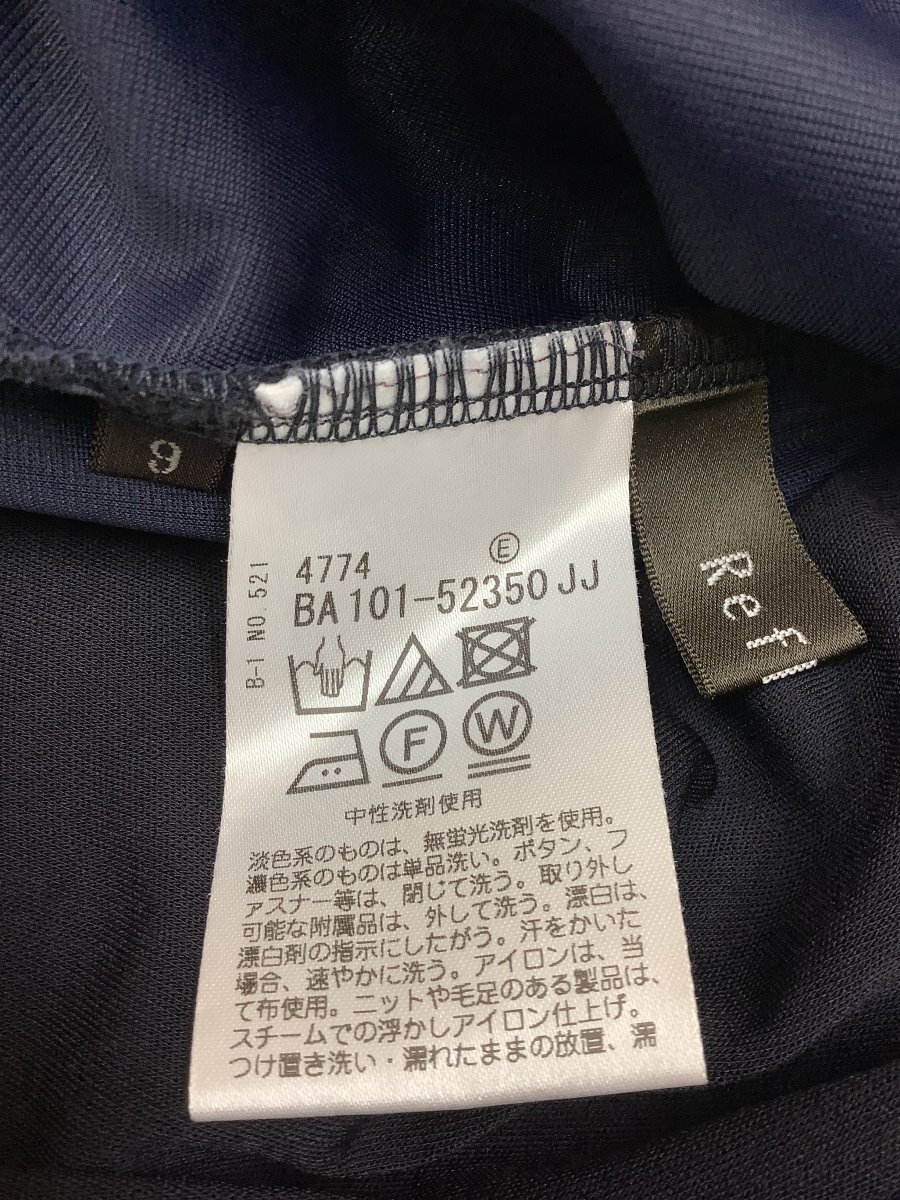 9
B-1 NO. 521
4774
E
BA101-52350JJ
F
W
中性洗剤使用
淡色系のものは、無蛍光洗剤を使用。
濃色系のものは単品洗い。ボタン、フ
ァスナー等は、閉じて洗う。取り外し
可能な附属品は、外して洗う。漂白は、
漂白剤の指示にしたがう。汗をかいた
場合、速やかに洗う。アイロンは、当
て布使用。ニットや毛足のある製品は、
スチームでの浮かしアイロン仕上げ。
つけ置き洗い・濡れたままの放置、濡
Ref